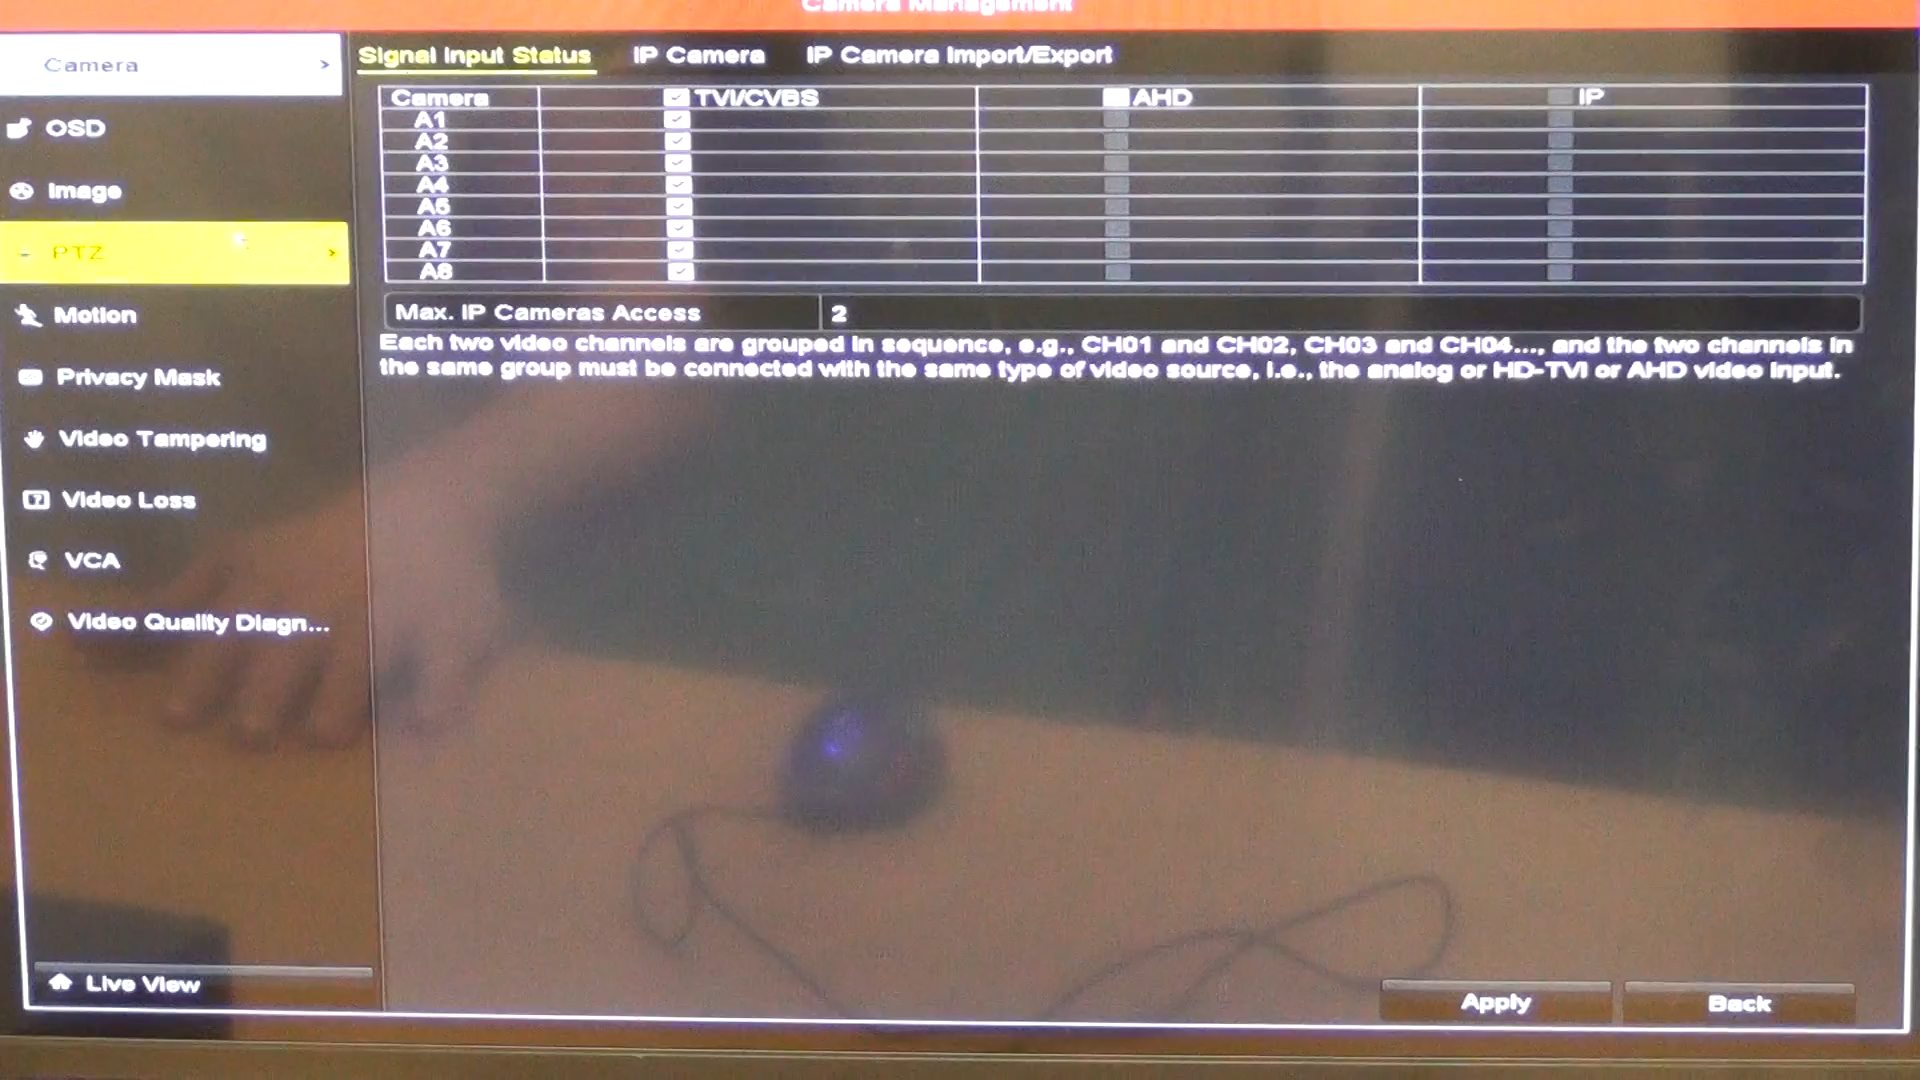 Camera Management
Camera >
Signal Input Status IP Camera IP Camera Import/Export
OSD
Image
PTZ >
Motion
Privacy Mask
Video Tampering
Video Loss
VCA
Video Quality Diagn...
Live View
Camera TVI/CVBS AHD IP
A1
A2
A3
A4
A5
A6
A7
A8
Max. IP Cameras Access 2
Each two video channels are grouped in sequence, e.g., CH01 and CH02, CH03 and CH04..., and the two channels in
the same group must be connected with the same type of video source, i.e., the analog or HD-TVI or AHD video input.
Apply Back